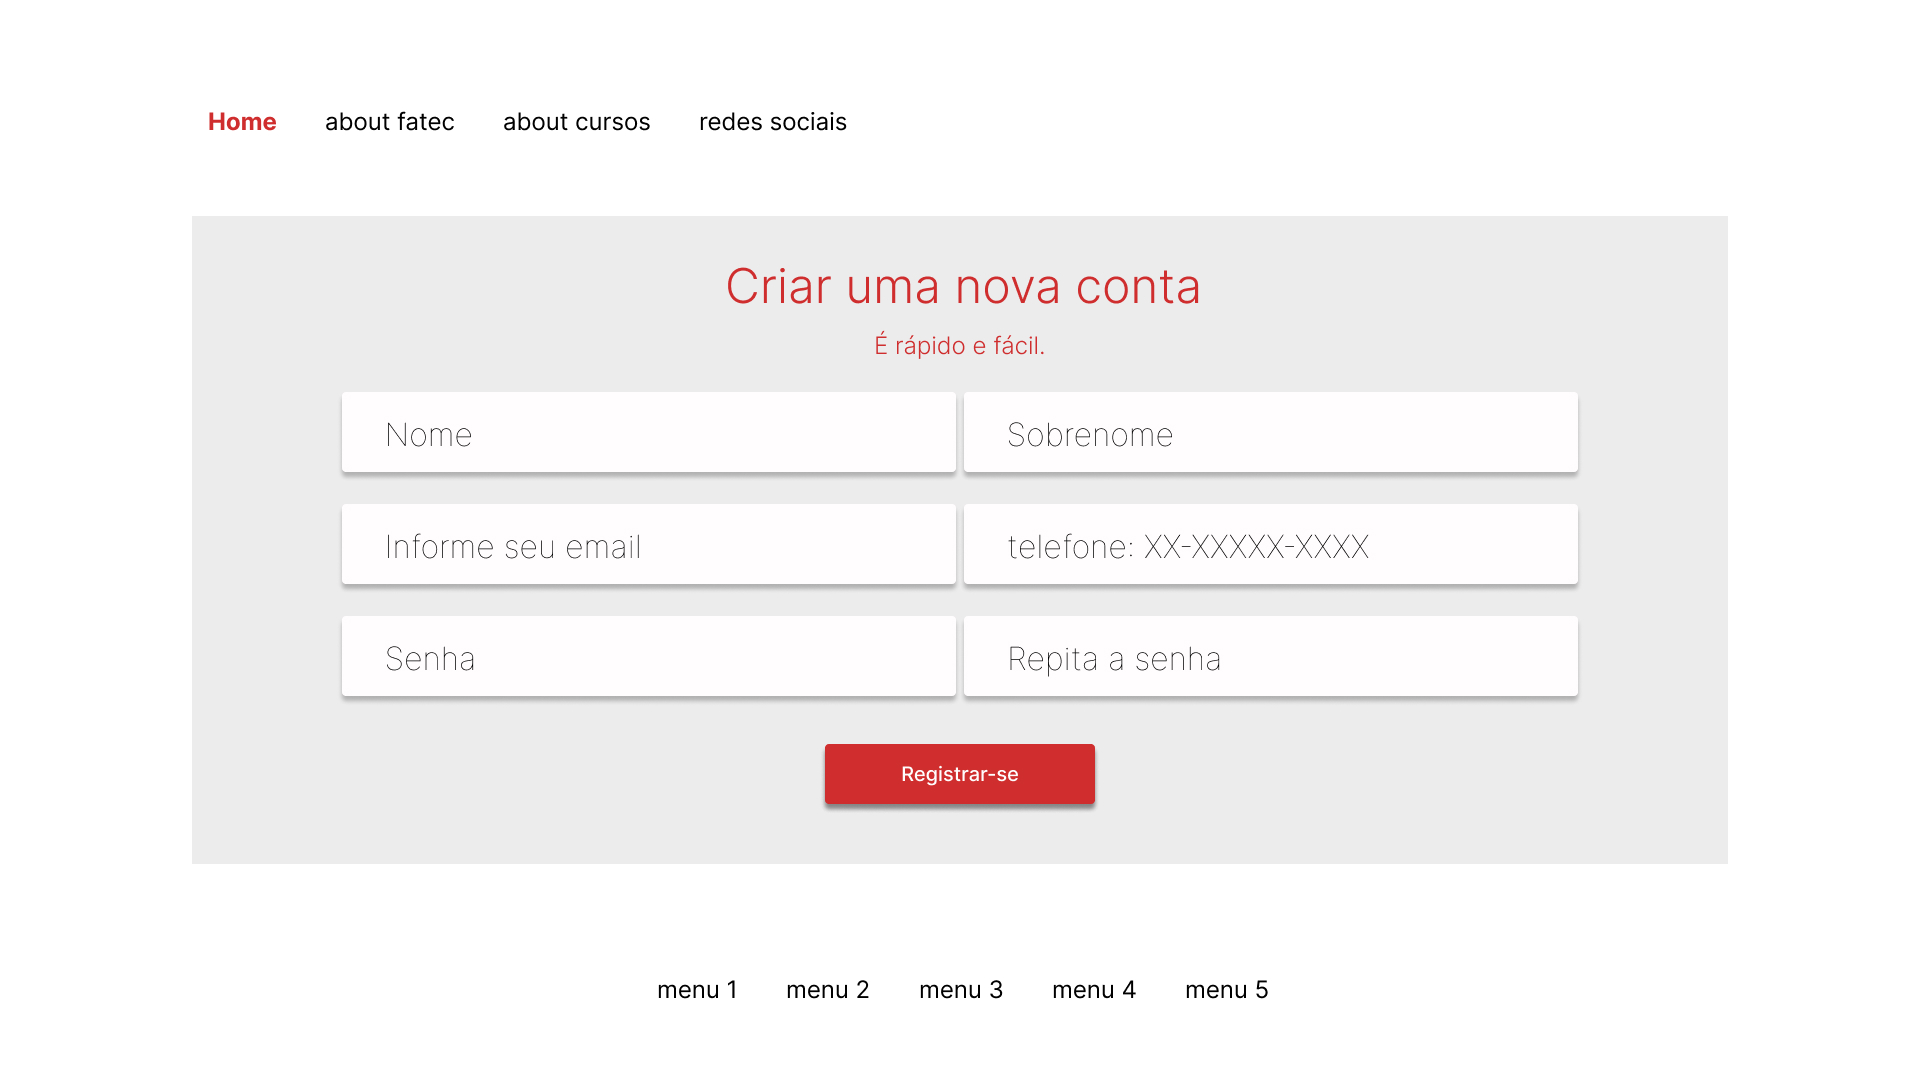 Home about fatec about cursos redes sociais
Criar uma nova conta
É rápido e fácil.
Nome Sobrenome
Informe seu email telefone: XX-XXXXX-XXXX
Senha Repita a senha
Registrar-se
menu 1 menu 2 menu 3 menu 4 menu 5